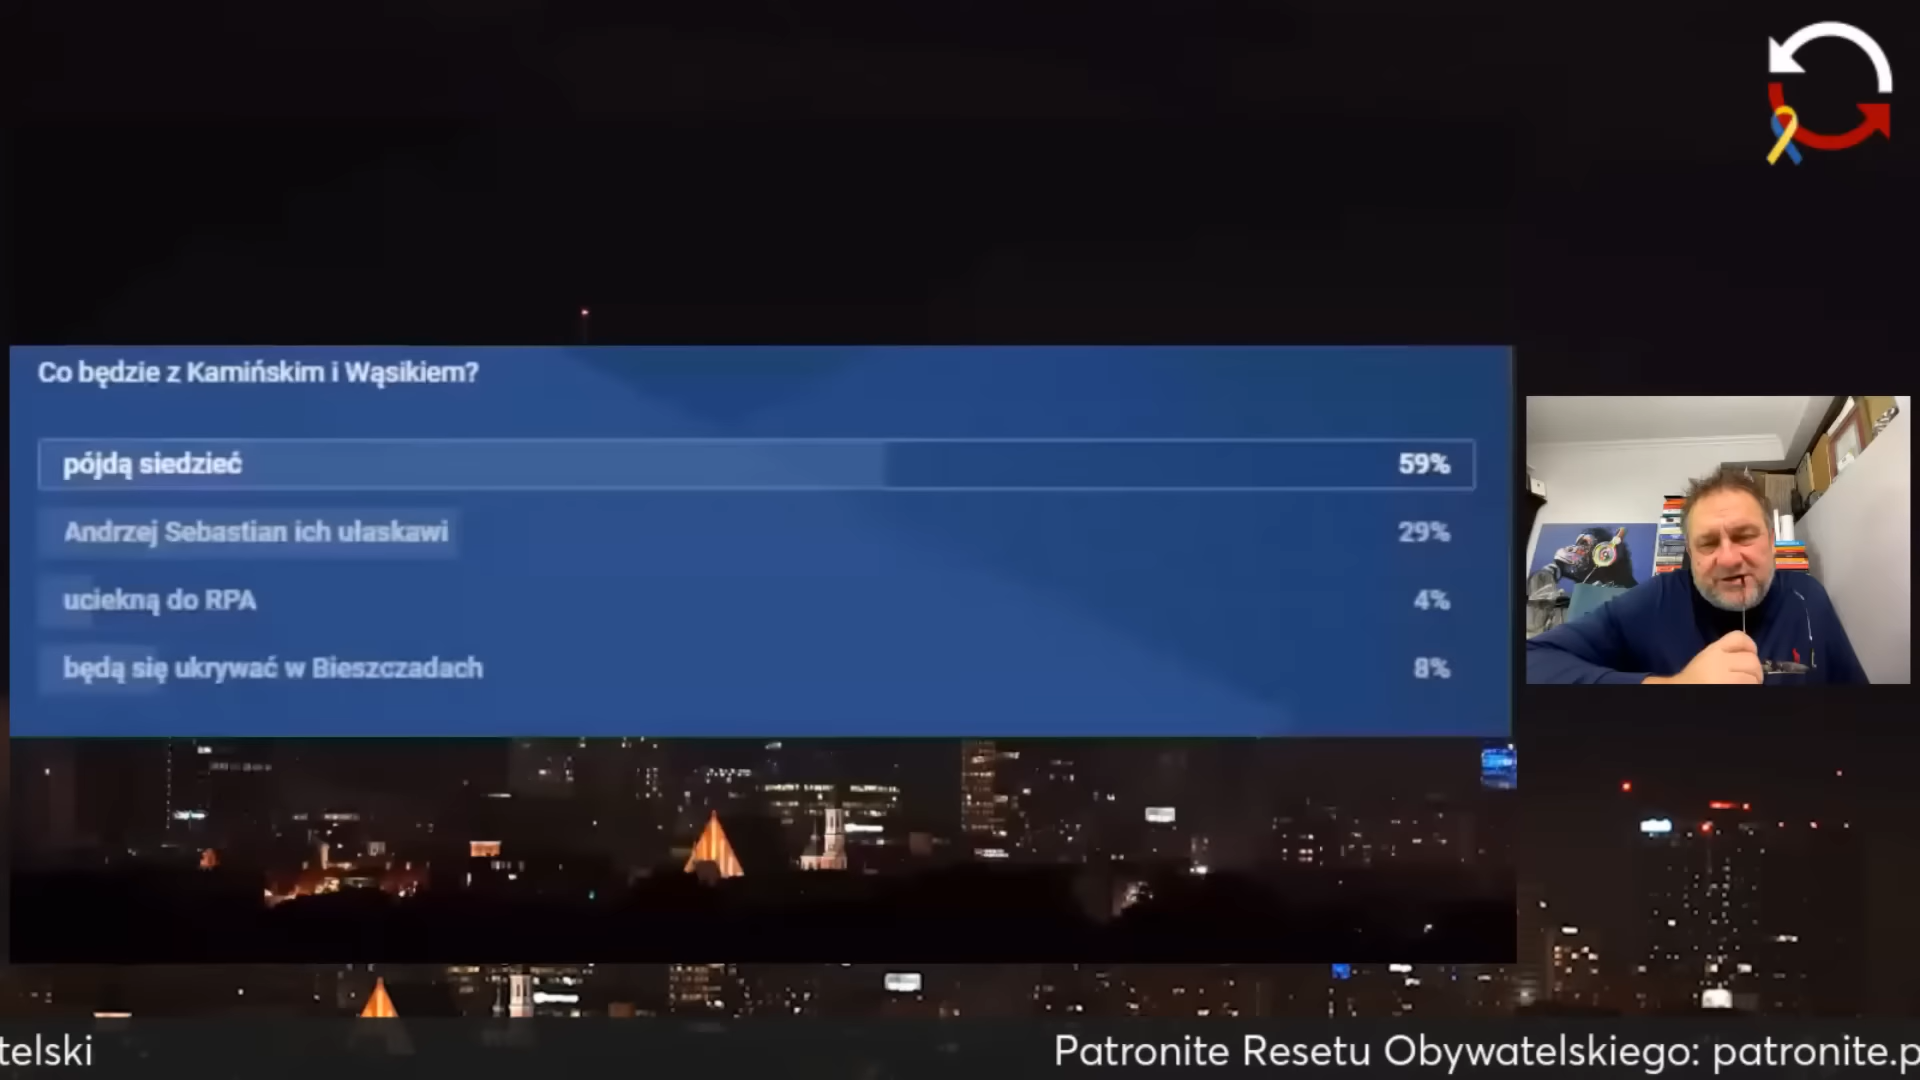 Co będzie z Kamińskim i Wąsikiem?
pójdą siedzieć 59%
Andrzej Sebastian ich ułaskawi 29%
uciekną do RPA 4%
będą się ukrywać w Bieszczadach 8%
telski Patronite Resetu Obywatelskiego: patronite.p